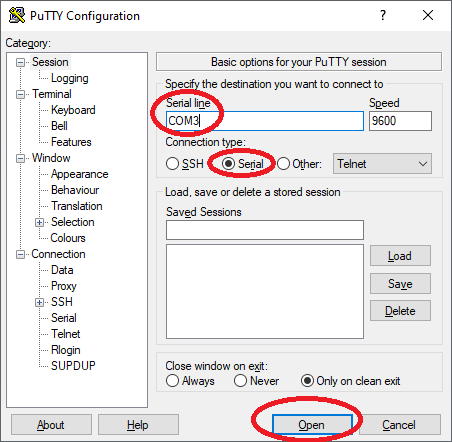 PuTTY Configuration
Category:
Session
Logging
Terminal
Keyboard
Bell
Features
Window
Appearance
Behaviour
Translation
Selection
Colours
Connection
Data
Proxy
SSH
Serial
Telnet
Rlogin
SUPDUP
Basic options for your PuTTY session
Specify the destination you want to connect to
Serial line Speed
COM3 9600
Connection type:
SSH Serial Other: Telnet
Load, save or delete a stored session
Saved Sessions
Load
Save
Delete
Close window on exit:
Always Never Only on clean exit
About Help Open Cancel